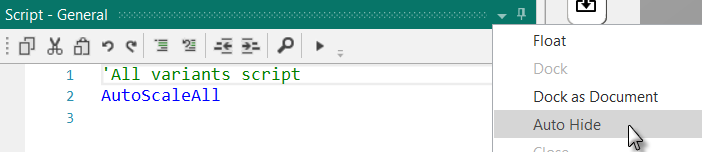 Script - General
1 'All variants script
2 AutoScaleAll
3
Float
Dock
Dock as Document
Auto Hide
Close